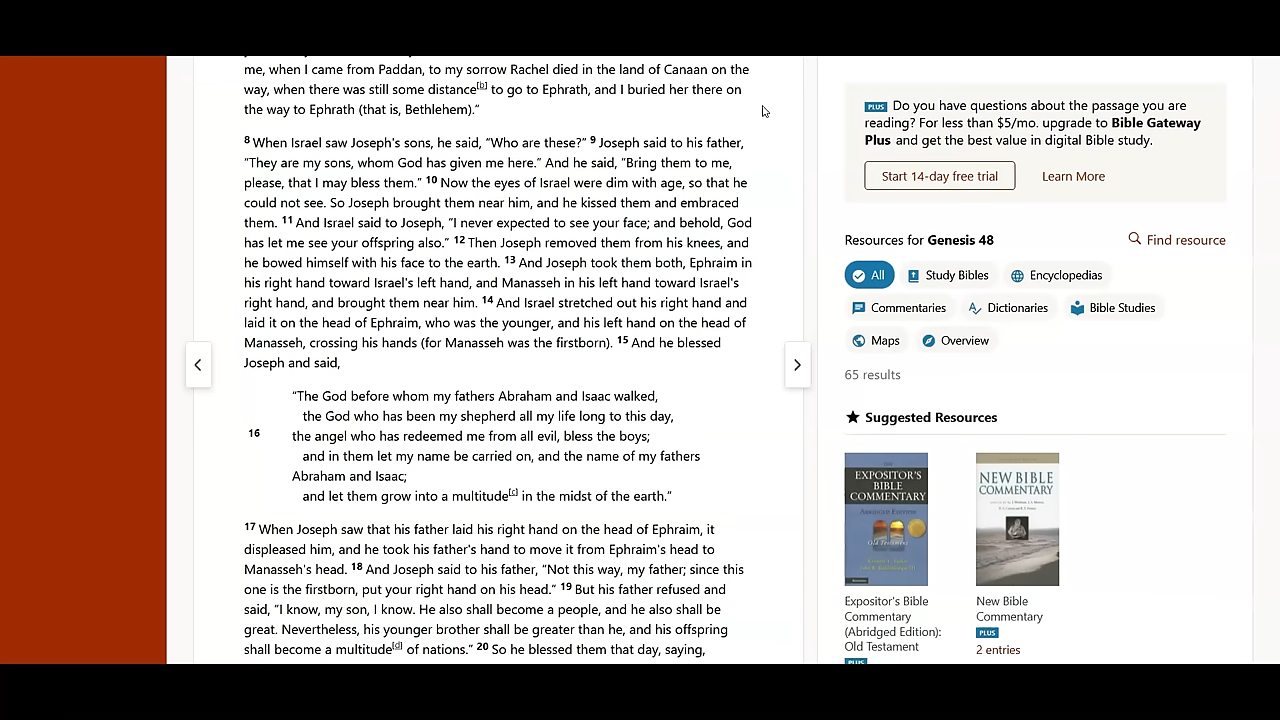 me, when I came from Paddan, to my sorrow Rachel died in the land of Canaan on the
way, when there was still some distance[b] to go to Ephrath, and I buried her there on
the way to Ephrath (that is, Bethlehem).”
8 When Israel saw Joseph's sons, he said, “Who are these?” 9 Joseph said to his father,
“They are my sons, whom God has given me here.” And he said, “Bring them to me,
please, that I may bless them.” 10 Now the eyes of Israel were dim with age, so that he
could not see. So Joseph brought them near him, and he kissed them and embraced
them. 11 And Israel said to Joseph, “I never expected to see your face; and behold, God
has let me see your offspring also.” 12 Then Joseph removed them from his knees, and
he bowed himself with his face to the earth. 13 And Joseph took them both, Ephraim in
his right hand toward Israel's left hand, and Manasseh in his left hand toward Israel's
right hand, and brought them near him. 14 And Israel stretched out his right hand and
laid it on the head of Ephraim, who was the younger, and his left hand on the head of
Manasseh, crossing his hands (for Manasseh was the firstborn). 15 And he blessed
Joseph and said,
“The God before whom my fathers Abraham and Isaac walked,
the God who has been my shepherd all my life long to this day,
16 the angel who has redeemed me from all evil, bless the boys;
and in them let my name be carried on, and the name of my fathers
Abraham and Isaac;
and let them grow into a multitude[c] in the midst of the earth.”
17 When Joseph saw that his father laid his right hand on the head of Ephraim, it
displeased him, and he took his father's hand to move it from Ephraim's head to
Manasseh's head. 18 And Joseph said to his father, “Not this way, my father; since this
one is the firstborn, put your right hand on his head.” 19 But his father refused and
said, “I know, my son, I know. He also shall become a people, and he also shall be
great. Nevertheless, his younger brother shall be greater than he, and his offspring
shall become a multitude[d] of nations.” 20 So he blessed them that day, saying,
PLUS Do you have questions about the passage you are
reading? For less than $5/mo. upgrade to Bible Gateway
Plus and get the best value in digital Bible study.
Start 14-day free trial Learn More
Resources for Genesis 48 Find resource
All Study Bibles Encyclopedias
Commentaries Dictionaries Bible Studies
Maps Overview
65 results
Suggested Resources
EXPOSITOR'S
BIBLE
COMMENTARY
ABRIDGED EDITION
Old Testament
NEW BIBLE
COMMENTARY
Expositor's Bible
Commentary
(Abridged Edition):
Old Testament
PLUS
New Bible
Commentary
PLUS
2 entries